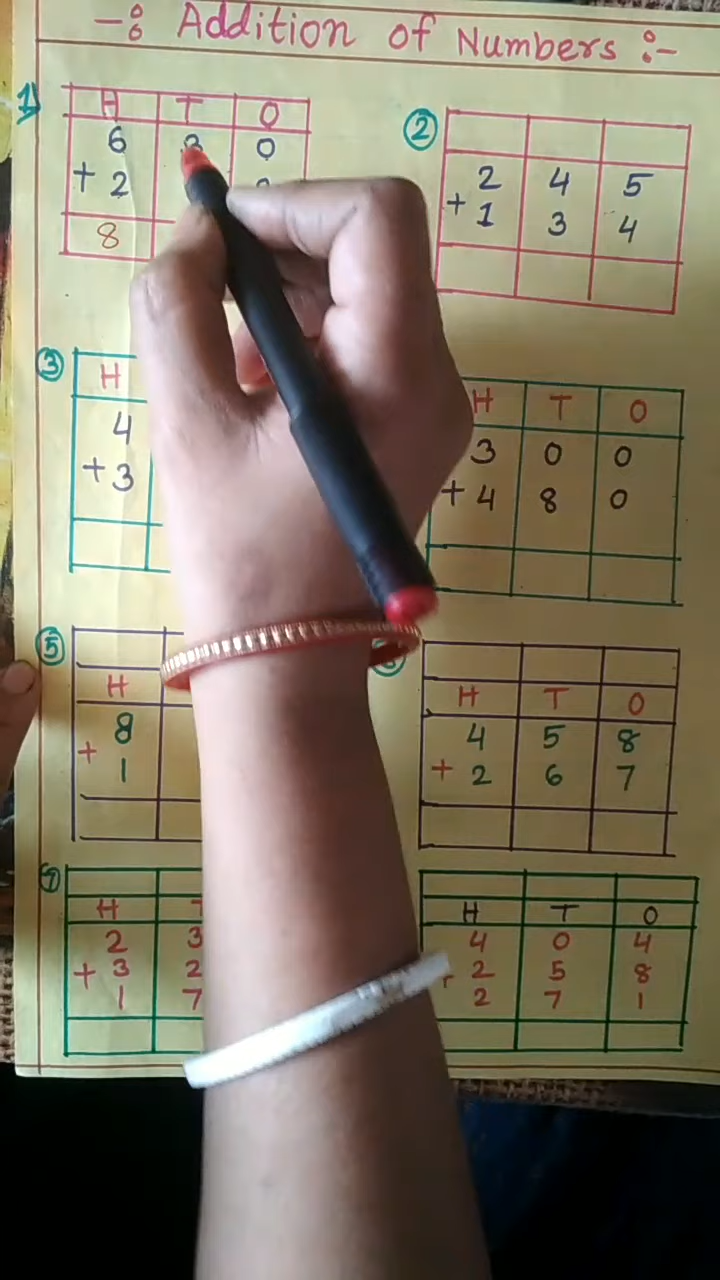 -: Addition of Numbers :-
1)
H T O
6 3 0
+ 2
8
②
2 4 5
+ 1 3 4
③
H
4
+ 3
H T O
3 0 0
+ 4 8 0
⑤
H
8
+ 1
H T O
4 5 8
+ 2 6 7
⑦
H T
2 3
+ 3 2
1 7
H T O
4 0 4
+ 2 5 8
2 7 1